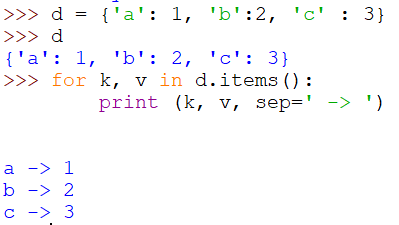 >>> d = {'a': 1, 'b':2, 'c' : 3}
>>> d
{'a': 1, 'b': 2, 'c': 3}
>>> for k, v in d.items():
        print (k, v, sep=' -> ')
a -> 1
b -> 2
c -> 3